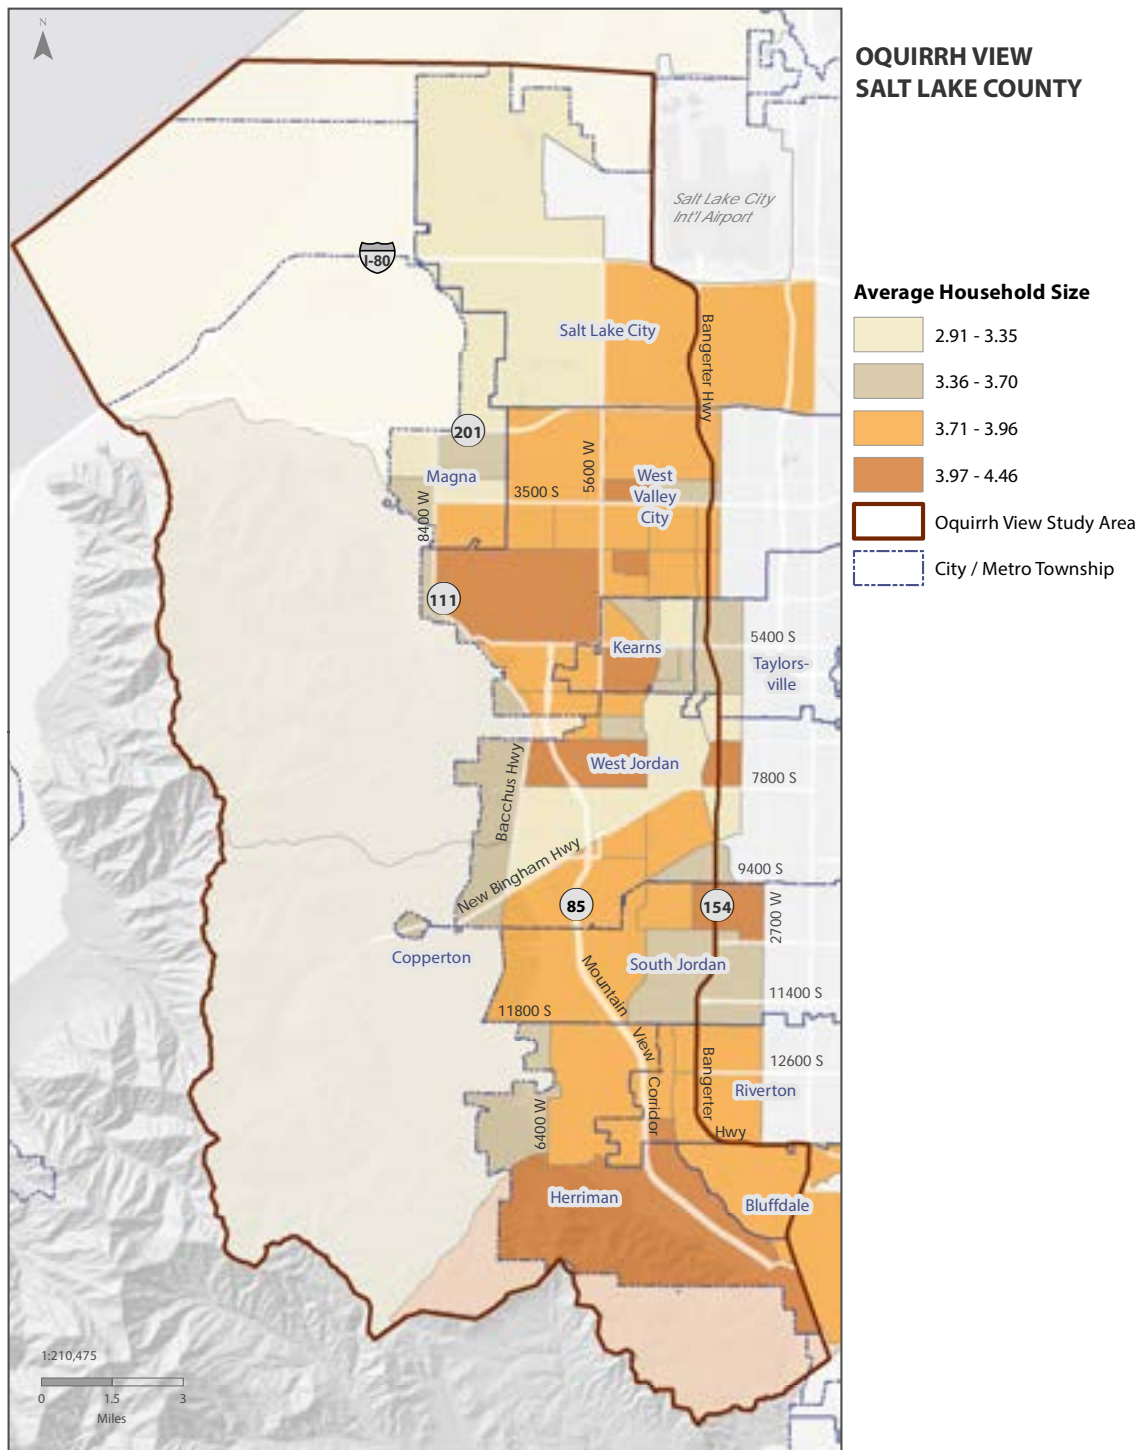 N
OQUIRRH VIEW
SALT LAKE COUNTY
Salt Lake City
Int'l Airport
I-80
Average Household Size
2.91 - 3.35
3.36 - 3.70
3.71 - 3.96
3.97 - 4.46
Oquirrh View Study Area
City / Metro Township
Salt Lake City
Bangerter Hwy
201
Magna
5600 W
West
Valley
City
3500 S
8400 W
111
Kearns
5400 S
Taylors-
ville
West Jordan
7800 S
Bacchus Hwy
New Bingham Hwy
9400 S
85
154
2700 W
Copperton
South Jordan
Mountain
View
Corridor
11400 S
11800 S
12600 S
Bangerter
Hwy
Riverton
6400 W
Herriman
Bluffdale
1:210,475
0 1.5 3
Miles